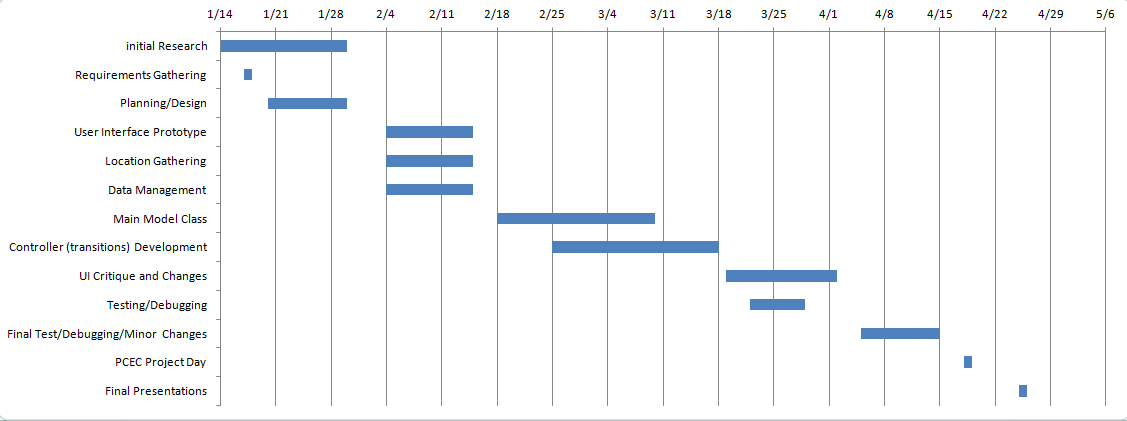 1/14 1/21 1/28 2/4 2/11 2/18 2/25 3/4 3/11 3/18 3/25 4/1 4/8 4/15 4/22 4/29 5/6
initial Research
Requirements Gathering
Planning/Design
User Interface Prototype
Location Gathering
Data Management
Main Model Class
Controller (transitions) Development
UI Critique and Changes
Testing/Debugging
Final Test/Debugging/Minor Changes
PCEC Project Day
Final Presentations